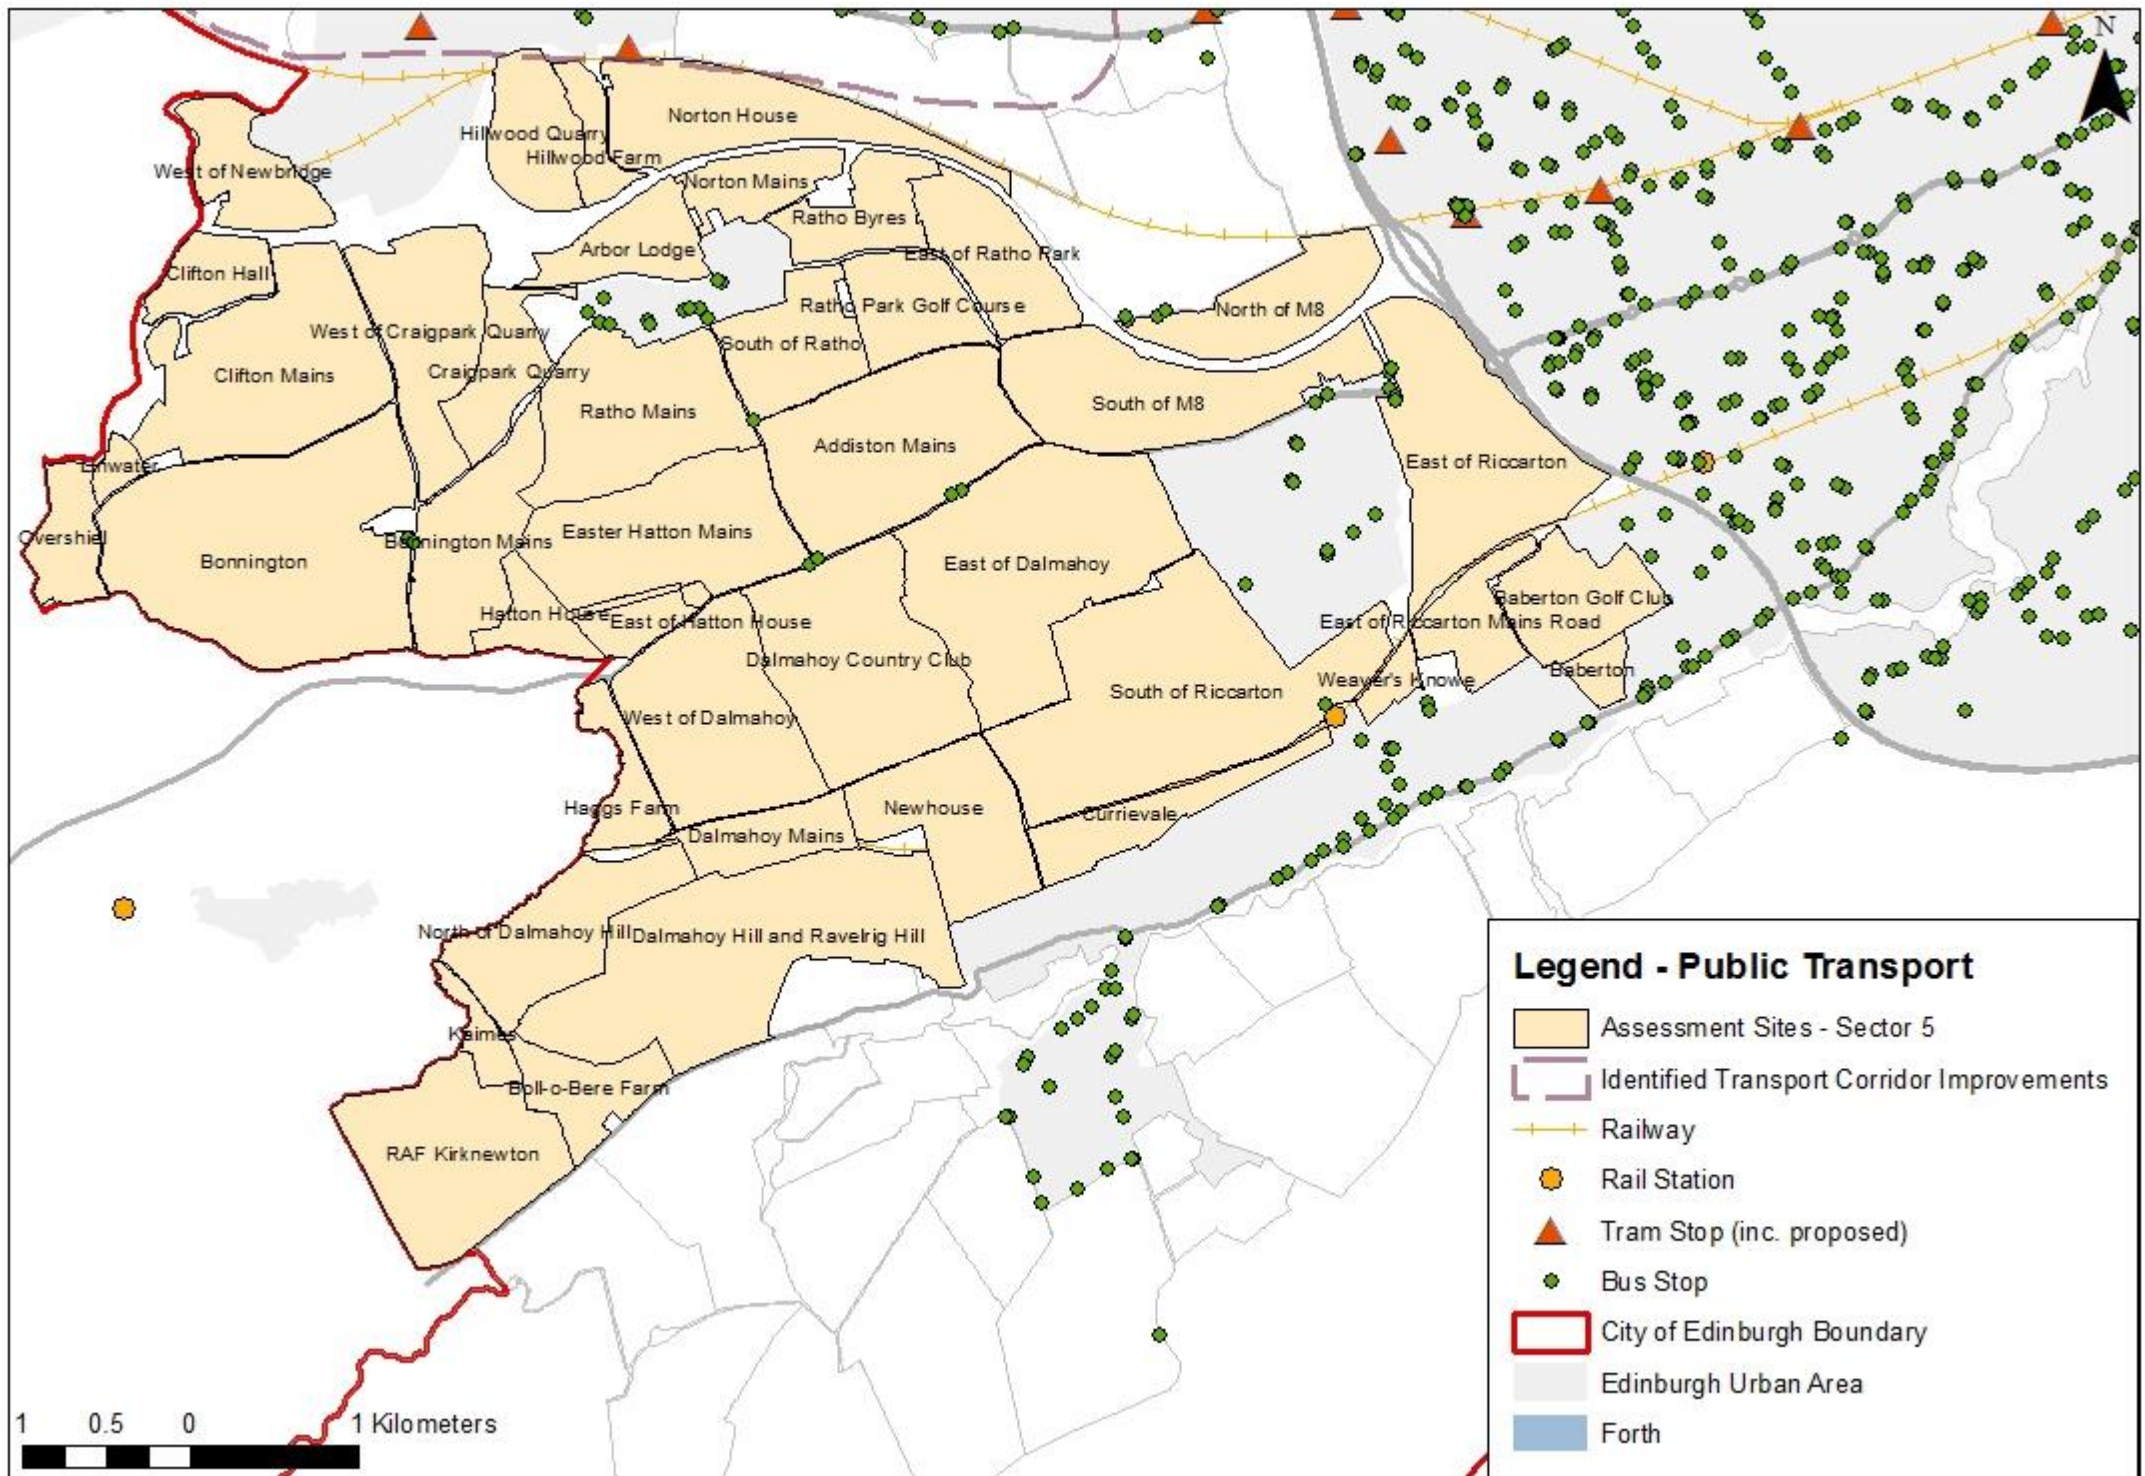 N
Norton House
Hillwood Quarry
Hillwood Farm
West of Newbridge
Norton Mains
Ratho Byres
Arbor Lodge
East of Ratho Park
Clifton Hall
Ratho Park Golf Course
North of M8
West of Craigpark Quarry
South of Ratho
Craigpark Quarry
Clifton Mains
Ratho Mains
South of M8
Addiston Mains
East of Riccarton
Linwater
Easter Hatton Mains
Overshiel
Bonnington Mains
Bonnington
East of Dalmahoy
Baberton Golf Club
Hatton House
East of Hatton House
East of Riccarton Mains Road
Dalmahoy Country Club
Baberton
Weaver's Knowe
South of Riccarton
West of Dalmahoy
Haggs Farm
Newhouse
Currievale
Dalmahoy Mains
North of Dalmahoy Hill
Dalmahoy Hill and Ravelrig Hill
Kaimes
Boll-o-Bere Farm
RAF Kirknewton
Legend - Public Transport
Assessment Sites - Sector 5
Identified Transport Corridor Improvements
Railway
Rail Station
Tram Stop (inc. proposed)
Bus Stop
City of Edinburgh Boundary
Edinburgh Urban Area
Forth
1 0.5 0 1 Kilometers